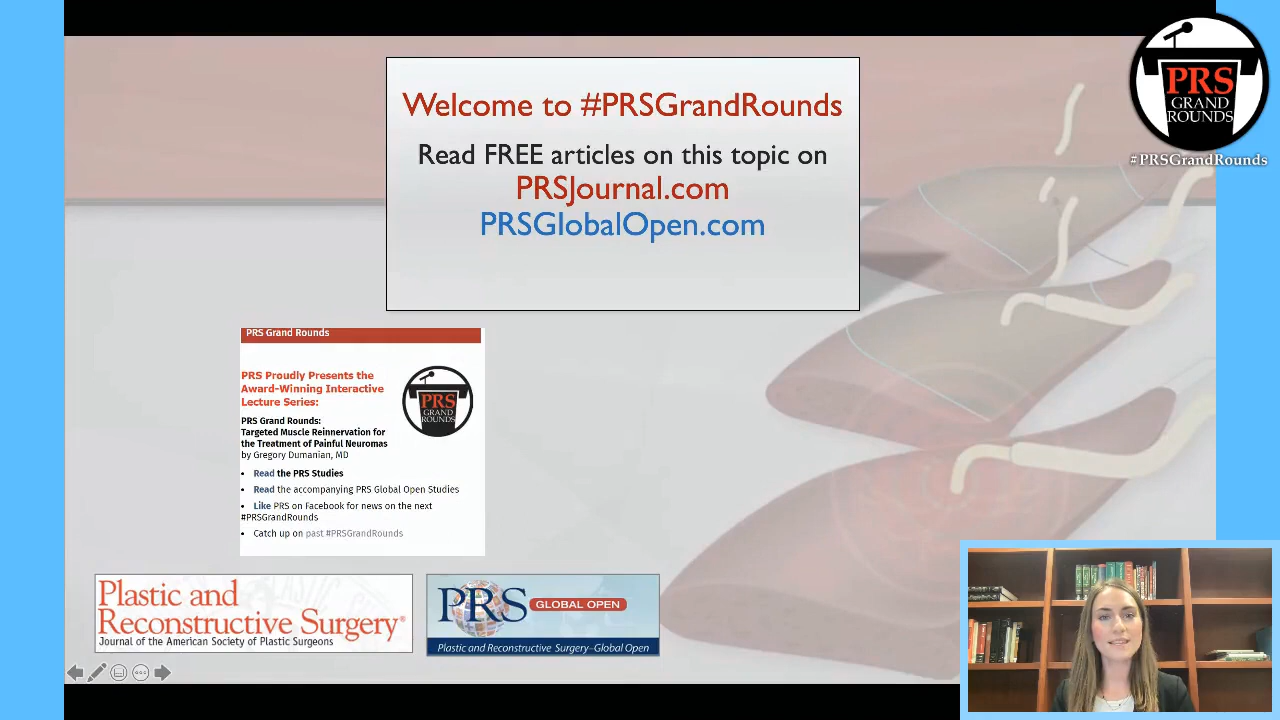 Welcome to #PRSGrandRounds
Read FREE articles on this topic on
PRSJournal.com
PRSGlobalOpen.com
PRS
GRAND
ROUNDS
#PRSGrandRounds
PRS Grand Rounds
PRS Proudly Presents the
Award-Winning Interactive
Lecture Series:
PRS
GRAND
ROUNDS
PRS Grand Rounds:
Targeted Muscle Reinnervation for
the Treatment of Painful Neuromas
by Gregory Dumanian, MD
• Read the PRS Studies
• Read the accompanying PRS Global Open Studies
• Like PRS on Facebook for news on the next
#PRSGrandRounds
• Catch up on past #PRSGrandRounds
Plastic and
Reconstructive Surgery®
Journal of the American Society of Plastic Surgeons
PRS GLOBAL OPEN
Plastic and Reconstructive Surgery–Global Open